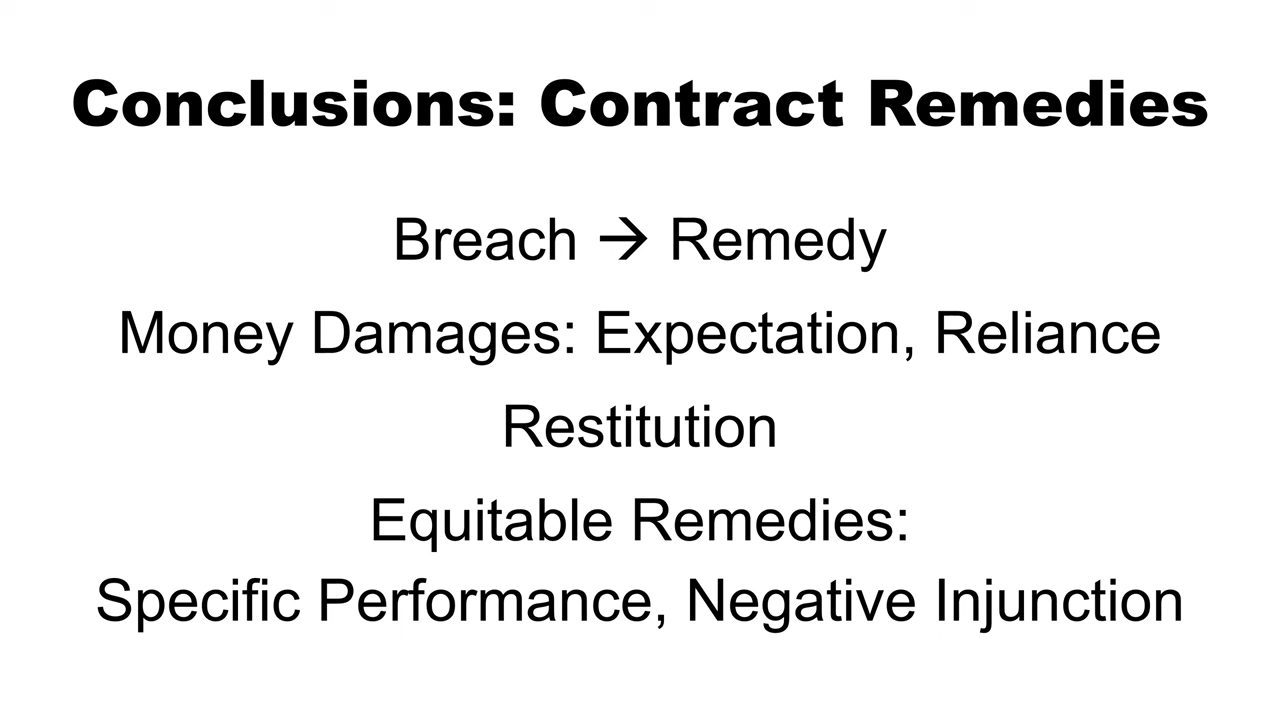 Conclusions: Contract Remedies
Breach → Remedy
Money Damages: Expectation, Reliance
Restitution
Equitable Remedies:
Specific Performance, Negative Injunction